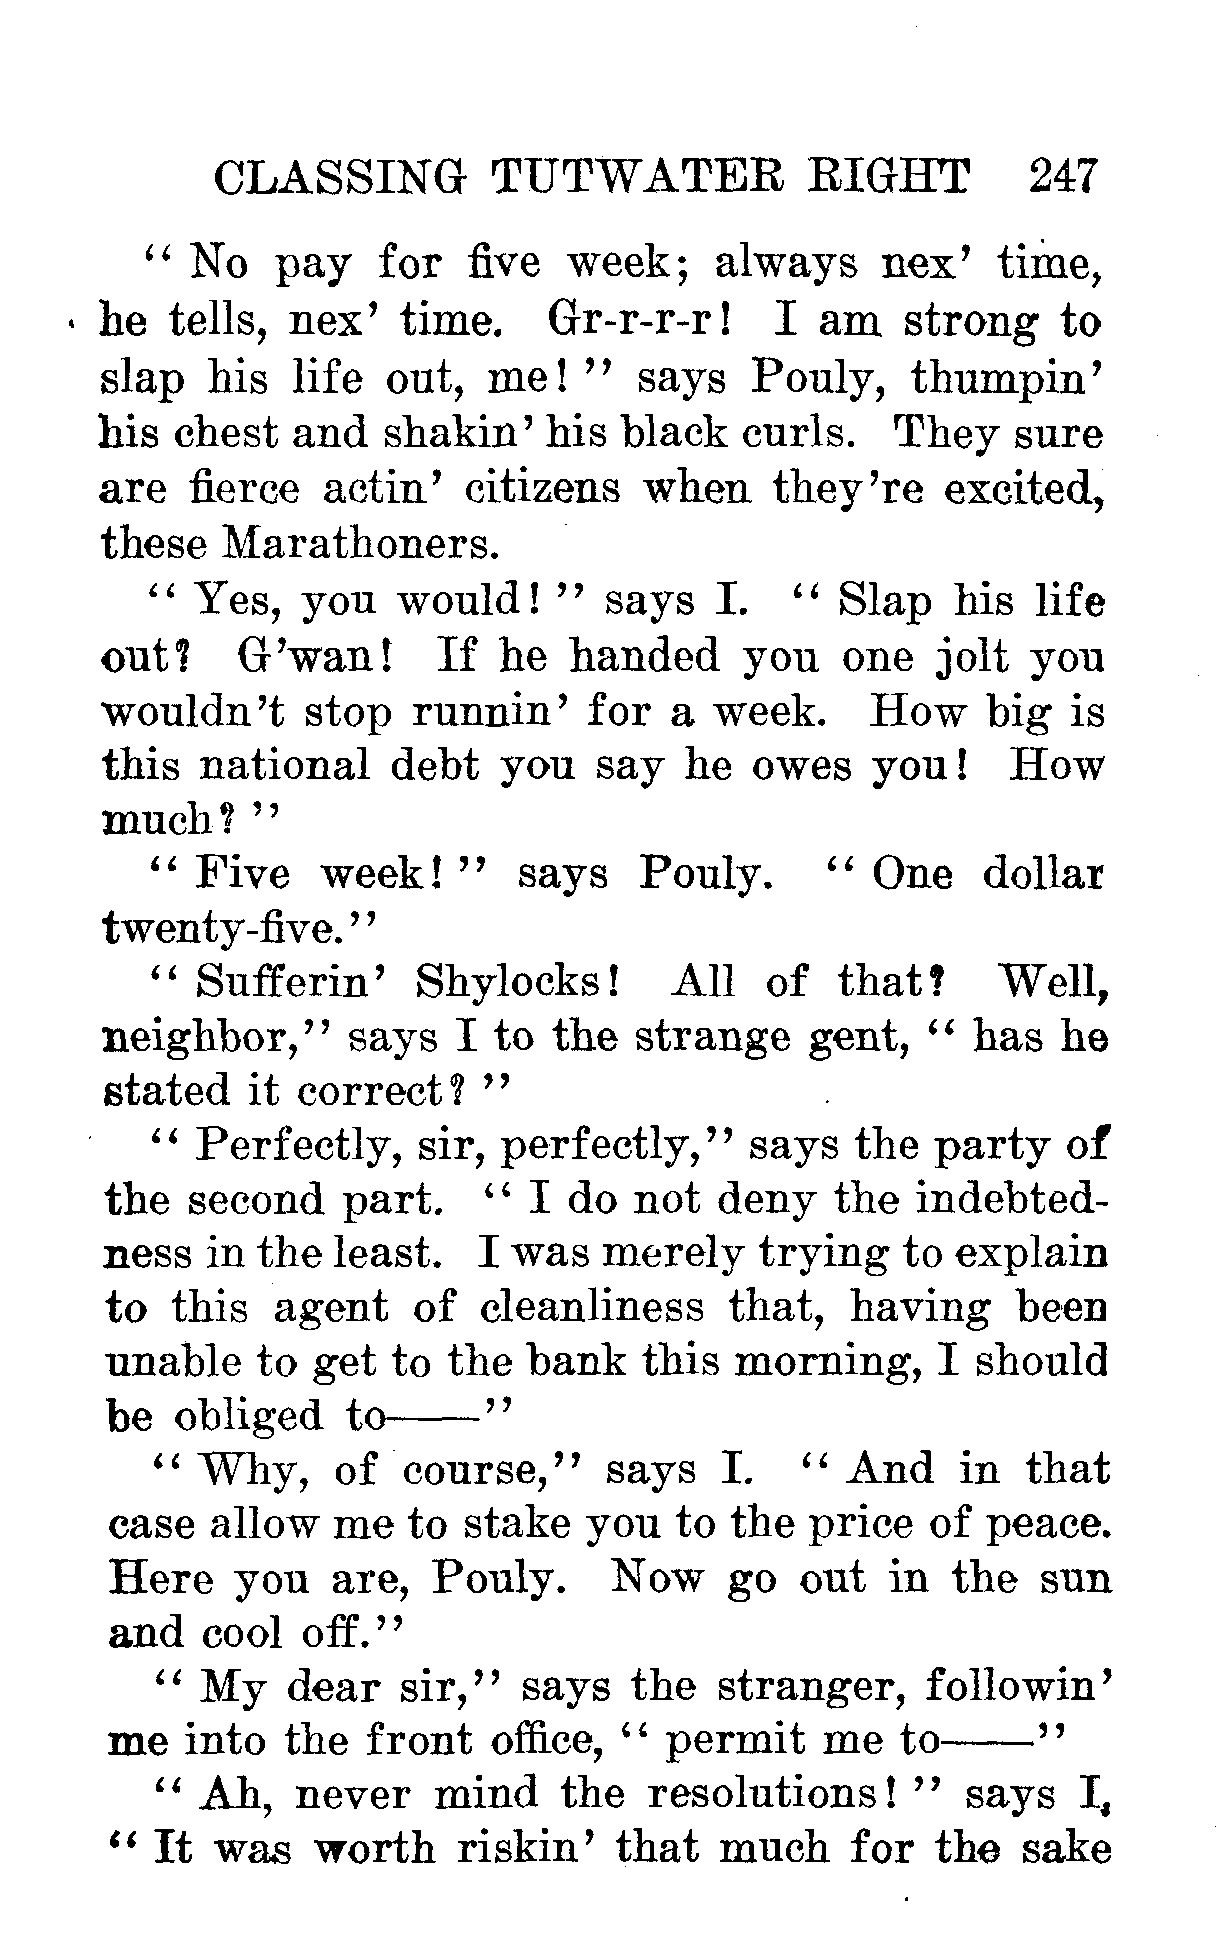 CLASSING TUTWATER RIGHT 247
“ No pay for five week; always nex’ time,
he tells, nex’ time. Gr-r-r-r! I am strong to
slap his life out, me! ” says Pouly, thumpin’
his chest and shakin’ his black curls. They sure
are fierce actin’ citizens when they’re excited,
these Marathoners.
“ Yes, you would! ” says I. “ Slap his life
out? G’wan! If he handed you one jolt you
wouldn’t stop runnin’ for a week. How big is
this national debt you say he owes you! How
much? ”
“ Five week! ” says Pouly. “ One dollar
twenty-five.”
“ Sufferin’ Shylocks! All of that? Well,
neighbor,” says I to the strange gent, “ has he
stated it correct? ”
“ Perfectly, sir, perfectly,” says the party of
the second part. “ I do not deny the indebted-
ness in the least. I was merely trying to explain
to this agent of cleanliness that, having been
unable to get to the bank this morning, I should
be obliged to——”
“ Why, of course,” says I. “ And in that
case allow me to stake you to the price of peace.
Here you are, Pouly. Now go out in the sun
and cool off.”
“ My dear sir,” says the stranger, followin’
me into the front office, “ permit me to——”
“ Ah, never mind the resolutions! ” says I,
“ It was worth riskin’ that much for the sake